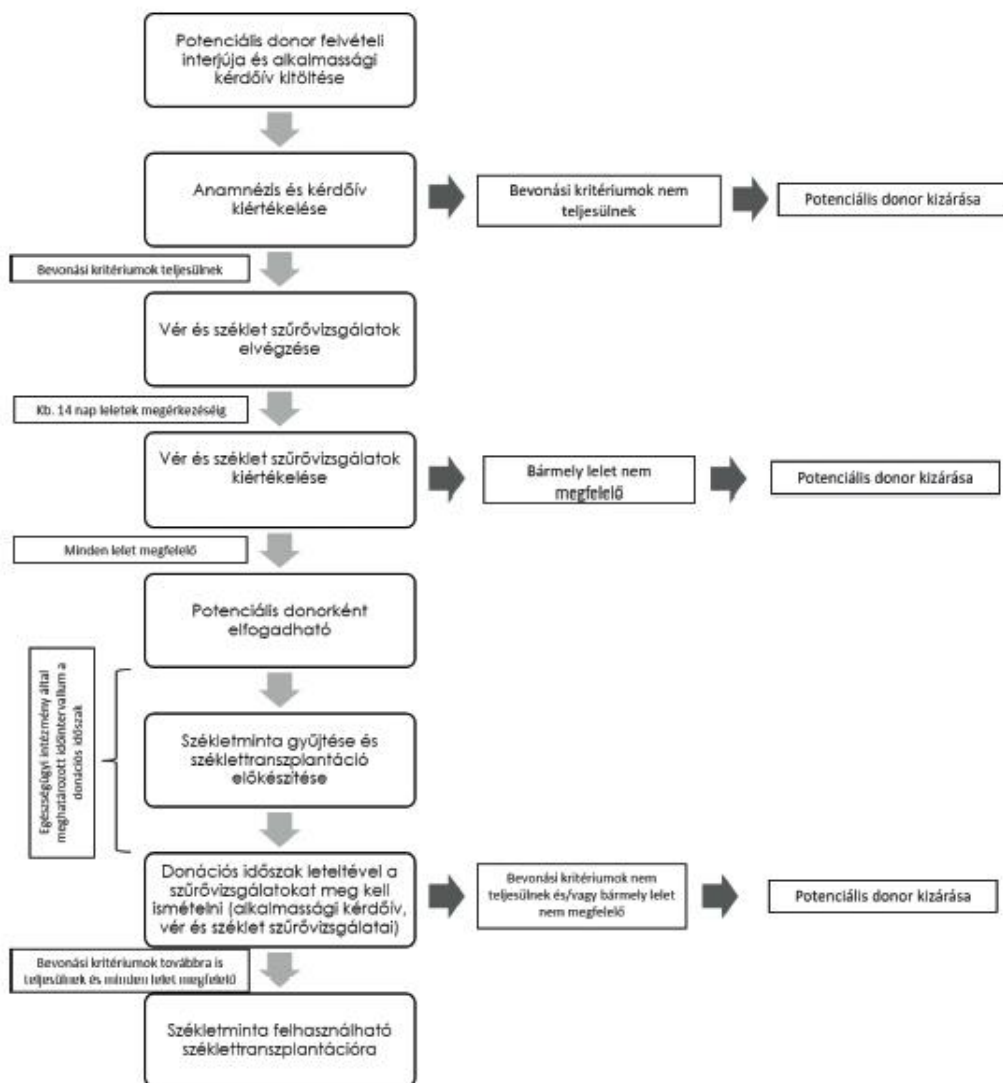 Potenciális donor felvételi
interjúja és alkalmassági
kérdőív kitöltése
Anamnézis és kérdőív
kiértékelése
Bevonási kritériumok nem
teljesülnek
Potenciális donor kizárása
Bevonási kritériumok teljesülnek
Vér és széklet szűrővizsgálatok
elvégzése
Kb. 14 nap leletek megérkezéséig
Vér és széklet szűrővizsgálatok
kiértékelése
Bármely lelet nem
megfelelő
Potenciális donor kizárása
Minden lelet megfelelő
Potenciális donorként
elfogadható
Egészségügyi intézmény által
meghatározott időintervallum a
donációs időszak
Székletminta gyűjtése és
széklettranszplantáció
előkészítése
Donációs időszak leteltével a
szűrővizsgálatokat meg kell
ismételni (alkalmassági kérdőív,
vér és széklet szűrővizsgálatai)
Bevonási kritériumok nem
teljesülnek és/vagy bármely lelet
nem megfelelő
Potenciális donor kizárása
Bevonási kritériumok továbbra is
teljesülnek és minden lelet megfelelő
Székletminta felhasználható
széklettranszplantációra